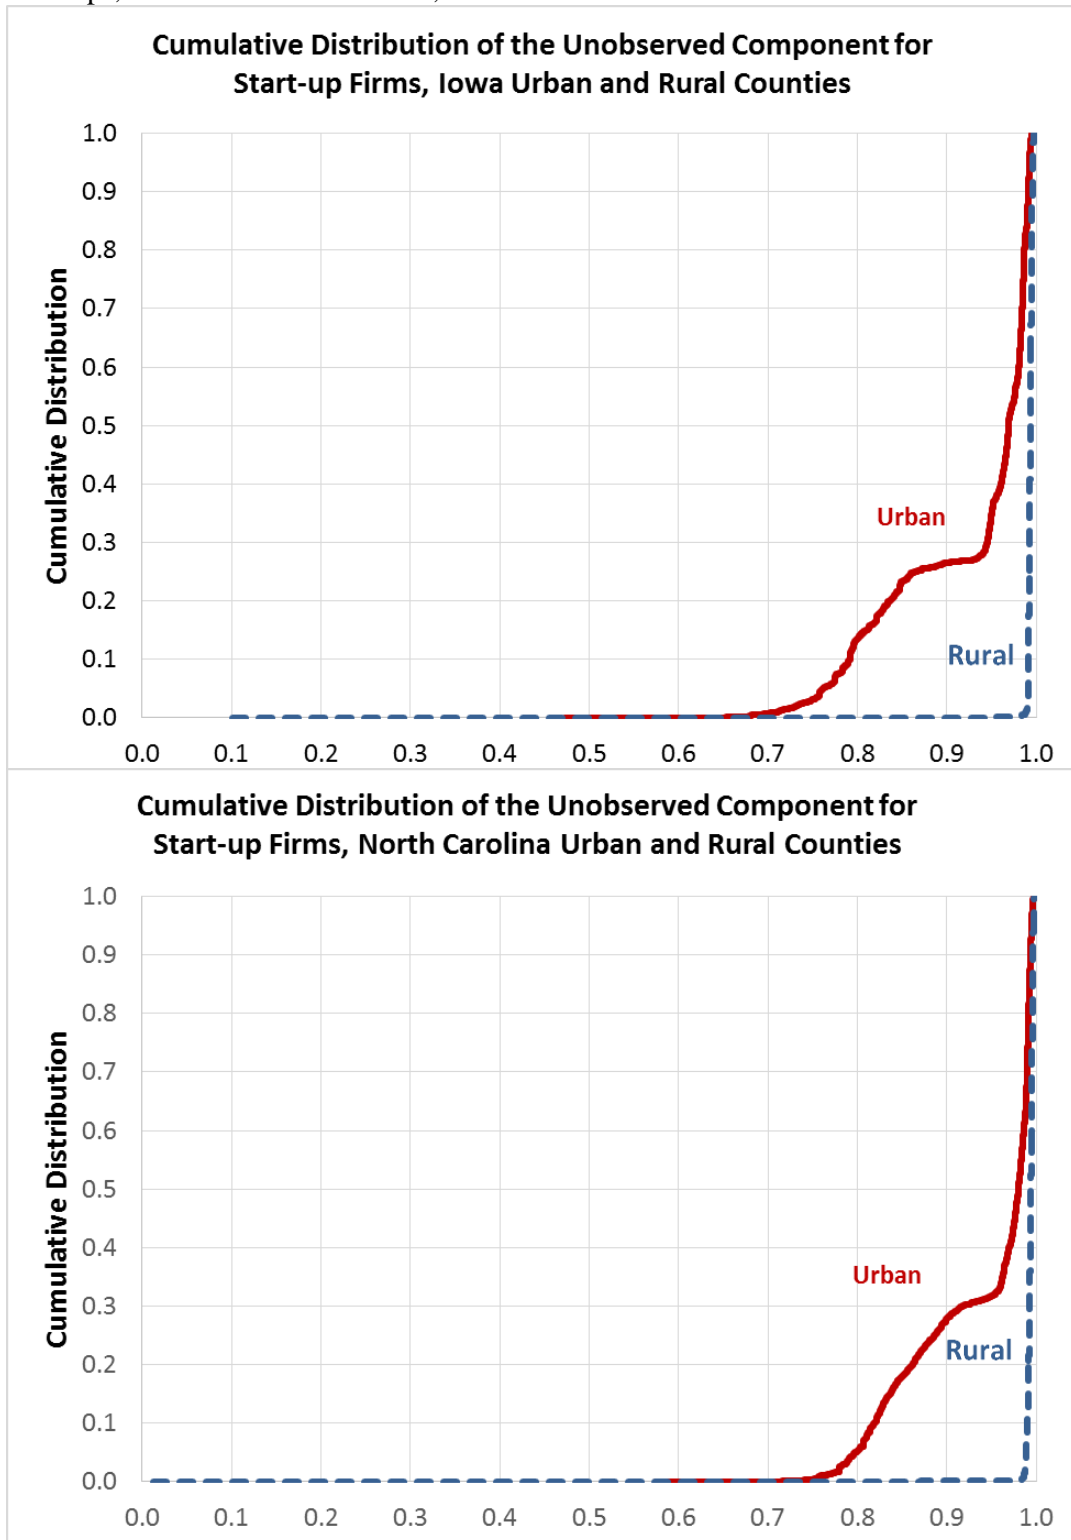 Cumulative Distribution of the Unobserved Component for
Start-up Firms, Iowa Urban and Rural Counties
1.0
0.9
0.8
0.7
0.6
0.5
0.4
0.3
0.2
0.1
0.0
Cumulative Distribution
Urban
Rural
0.0 0.1 0.2 0.3 0.4 0.5 0.6 0.7 0.8 0.9 1.0
Cumulative Distribution of the Unobserved Component for
Start-up Firms, North Carolina Urban and Rural Counties
1.0
0.9
0.8
0.7
0.6
0.5
0.4
0.3
0.2
0.1
0.0
Cumulative Distribution
Urban
Rural
0.0 0.1 0.2 0.3 0.4 0.5 0.6 0.7 0.8 0.9 1.0